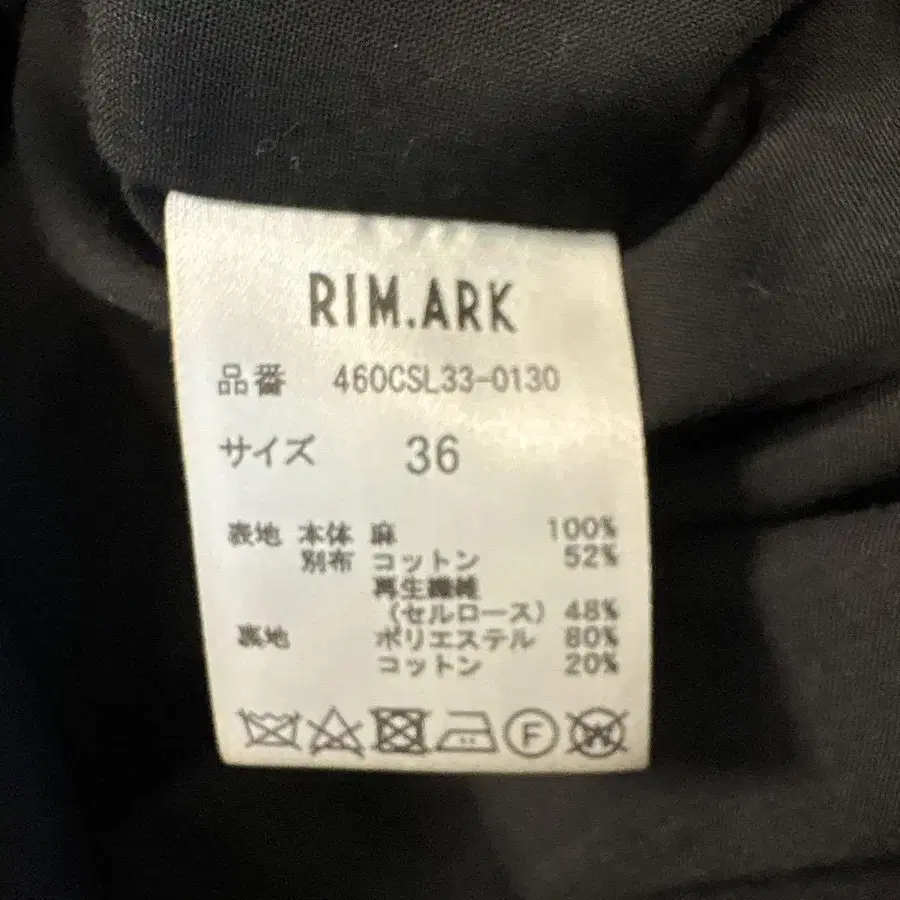 RIM.ARK
品番 460CSL33-0130
サイズ 36
表地 本体 麻 100%
別布 コットン 52%
再生繊維
(セルロース) 48%
裏地 ポリエステル 80%
コットン 20%
F W